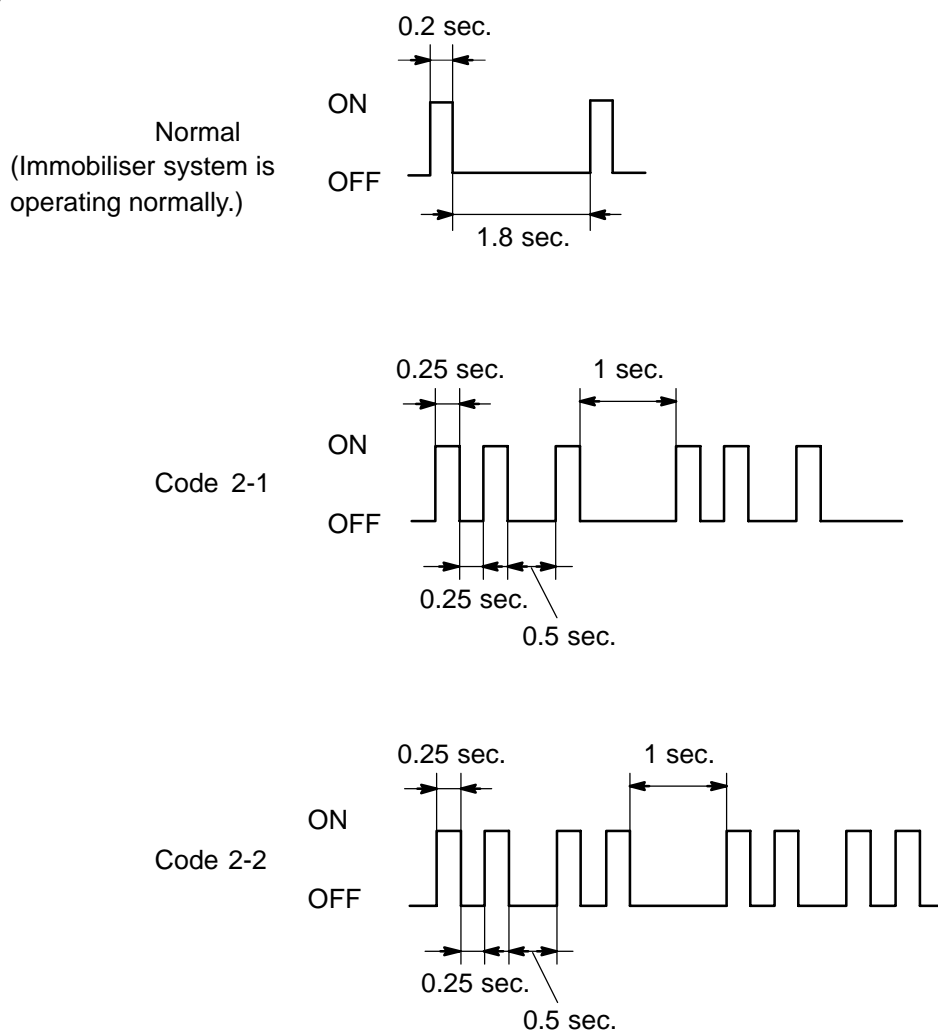 0.2 sec.
ON
Normal
(Immobiliser system is
operating normally.)
OFF
1.8 sec.
0.25 sec.
1 sec.
ON
Code 2-1
OFF
0.25 sec.
0.5 sec.
0.25 sec.
1 sec.
ON
Code 2-2
OFF
0.25 sec.
0.5 sec.